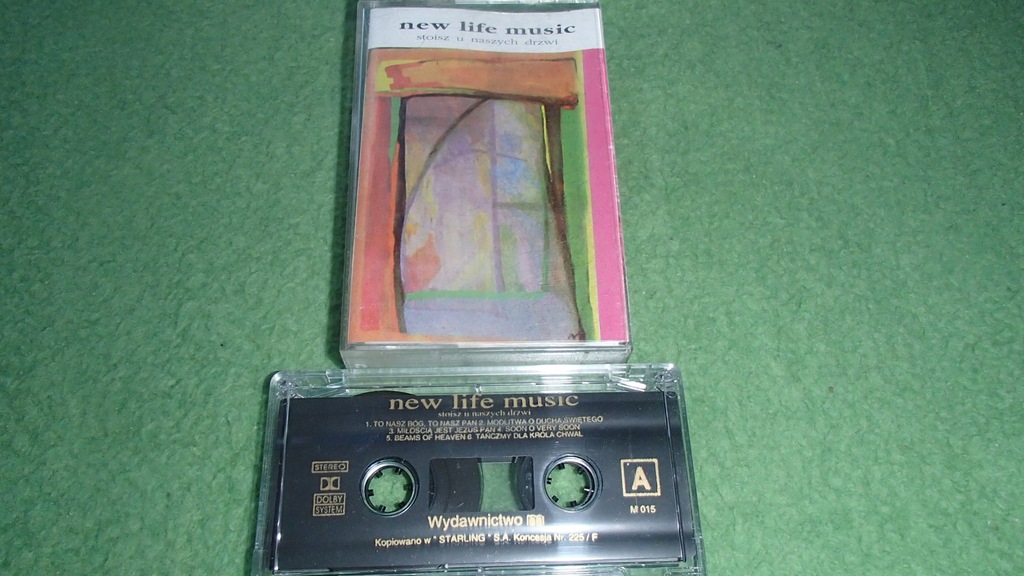 new life music
stoisz u naszych drzwi
new life music
stoisz u naszych drzwi
1. TO NASZ BÓG, TO NASZ PAN 2. MODLITWA O DUCHA ŚWIĘTEGO
3. MIŁOŚCIĄ JEST JEZUS PAN 4. SOON O VERY SOON
5. BEAMS OF HEAVEN 6. TAŃCZMY DLA KRÓLA CHWAŁ
STEREO
DOLBY
SYSTEM
A
M 015
Wydawnictwo
Kopiowano w "STARLING" S.A. Koncesja Nr. 225 / F